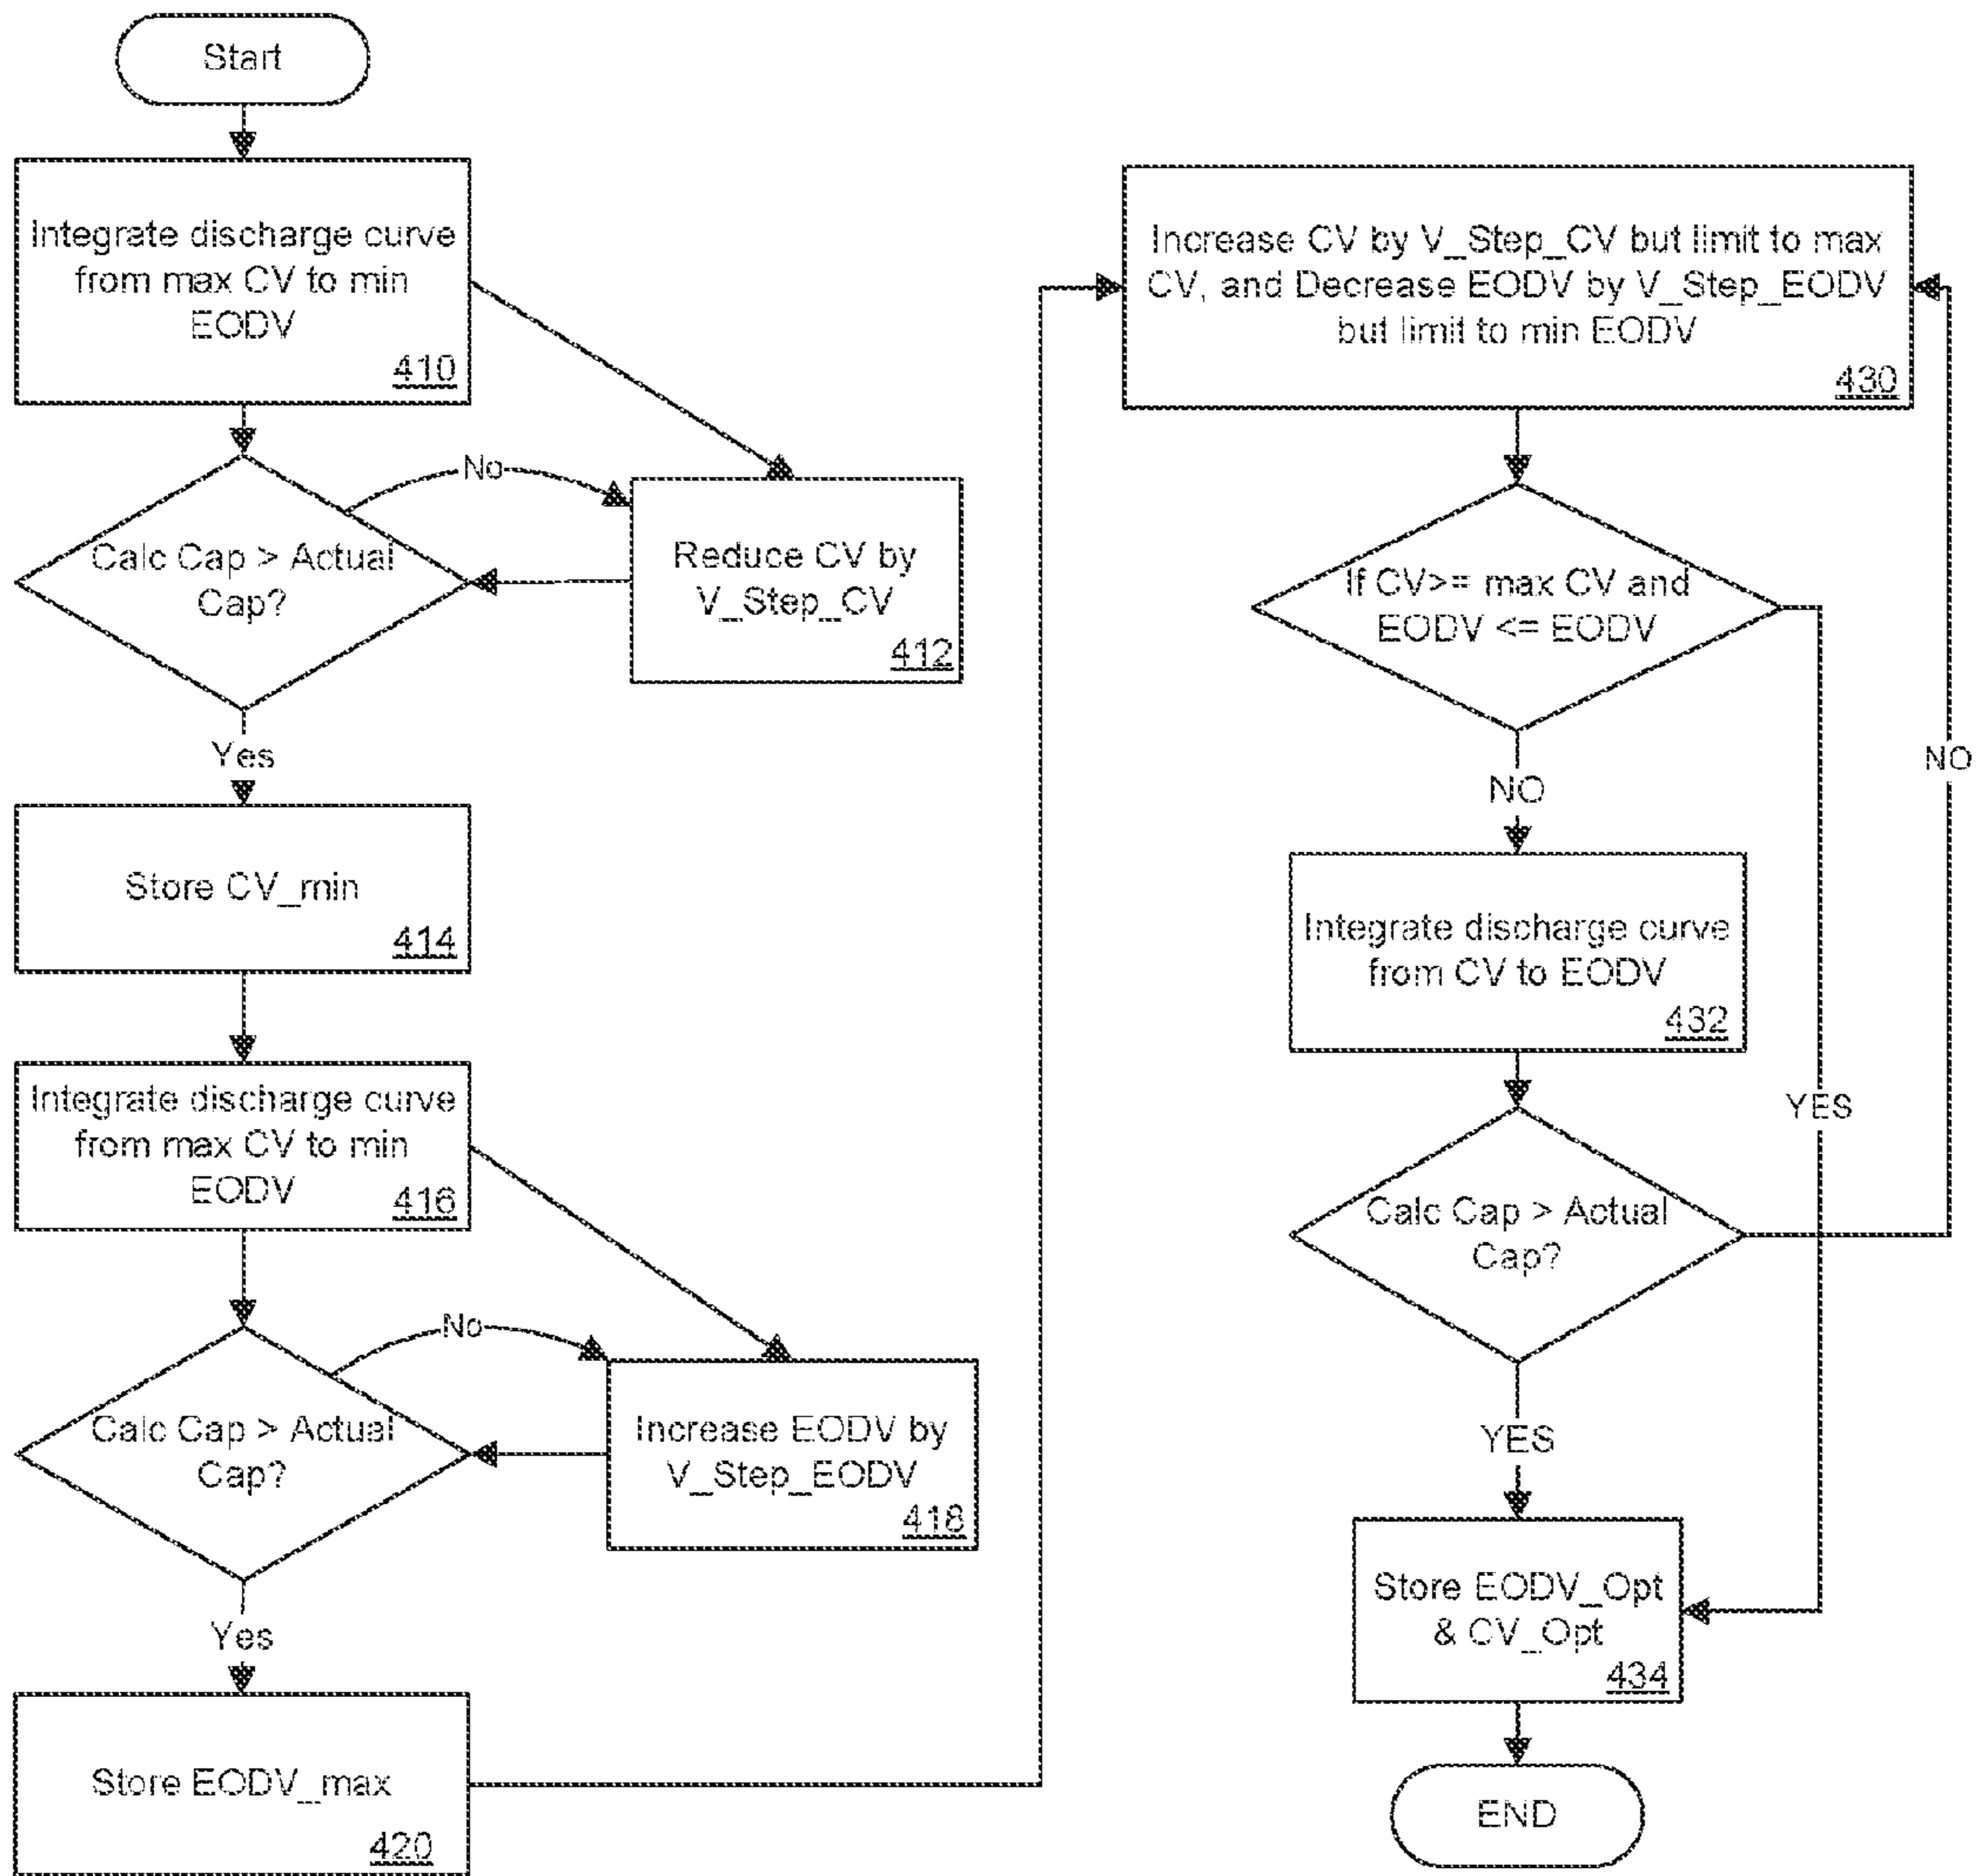 Start
Integrate discharge curve
from max CV to min
EODV
410
No
Calc Cap > Actual
Cap?
Reduce CV by
V_Step_CV
412
Yes
Store CV_min
414
Integrate discharge curve
from max CV to min
EODV
416
No
Calc Cap > Actual
Cap?
Increase EODV by
V_Step_EODV
418
Yes
Store EODV_max
420
Increase CV by V_Step_CV but limit to max
CV, and Decrease EODV by V_Step_EODV
but limit to min EODV
430
If CV>= max CV and
EODV <= EODV
NO
NO
Integrate discharge curve
from CV to EODV
432
YES
Calc Cap > Actual
Cap?
YES
Store EODV_Opt
& CV_Opt
434
END